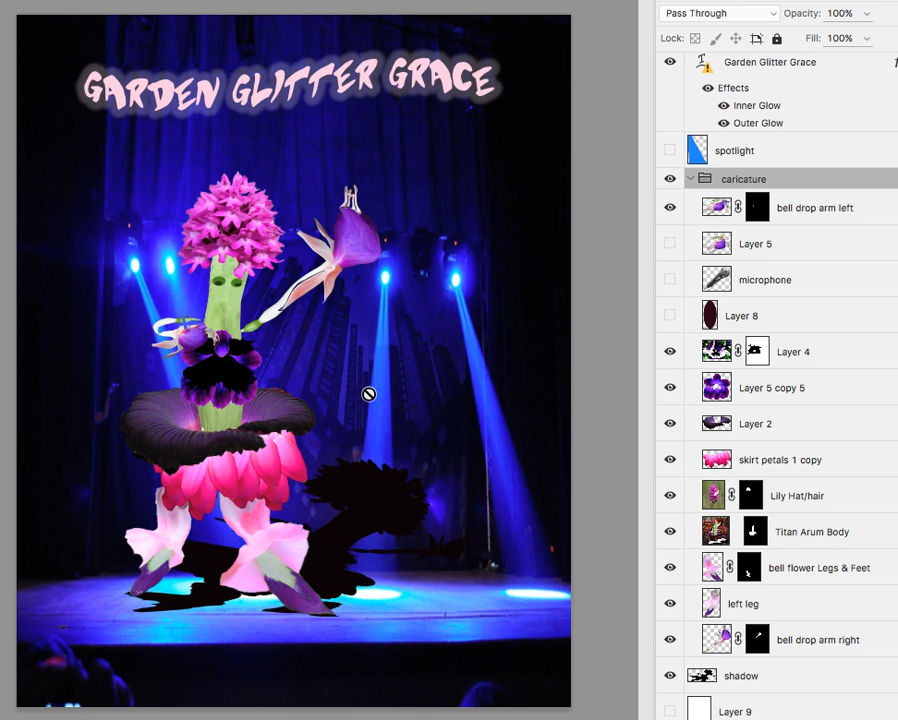 GARDEN GLITTER GRACE
Pass Through
Opacity: 100%
Lock:
Fill: 100%
Garden Glitter Grace
Effects
Inner Glow
Outer Glow
spotlight
caricature
bell drop arm left
Layer 5
microphone
Layer 8
Layer 4
Layer 5 copy 5
Layer 2
skirt petals 1 copy
Lily Hat/hair
Titan Arum Body
bell flower Legs & Feet
left leg
bell drop arm right
shadow
Layer 9